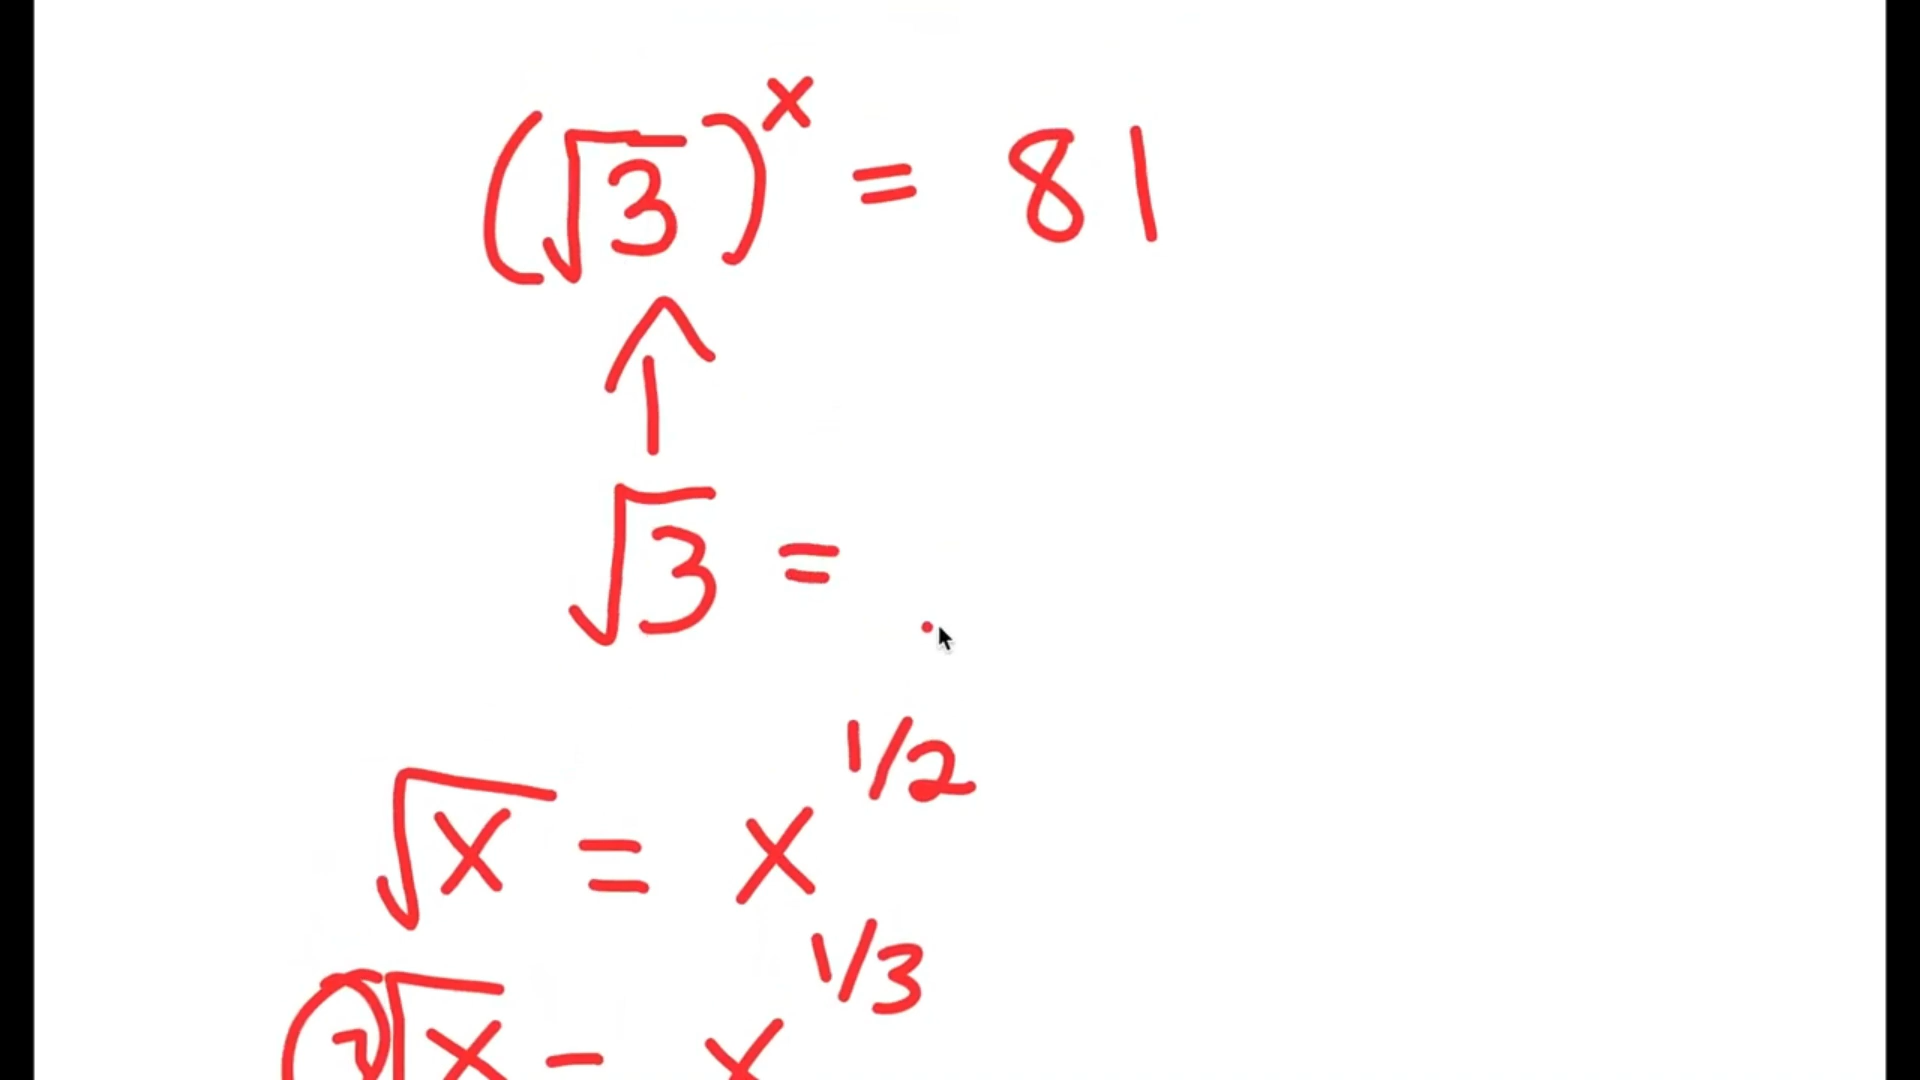 (√3)^x = 81
↑
√3 =
√x = x^1/2
∛x = x^1/3